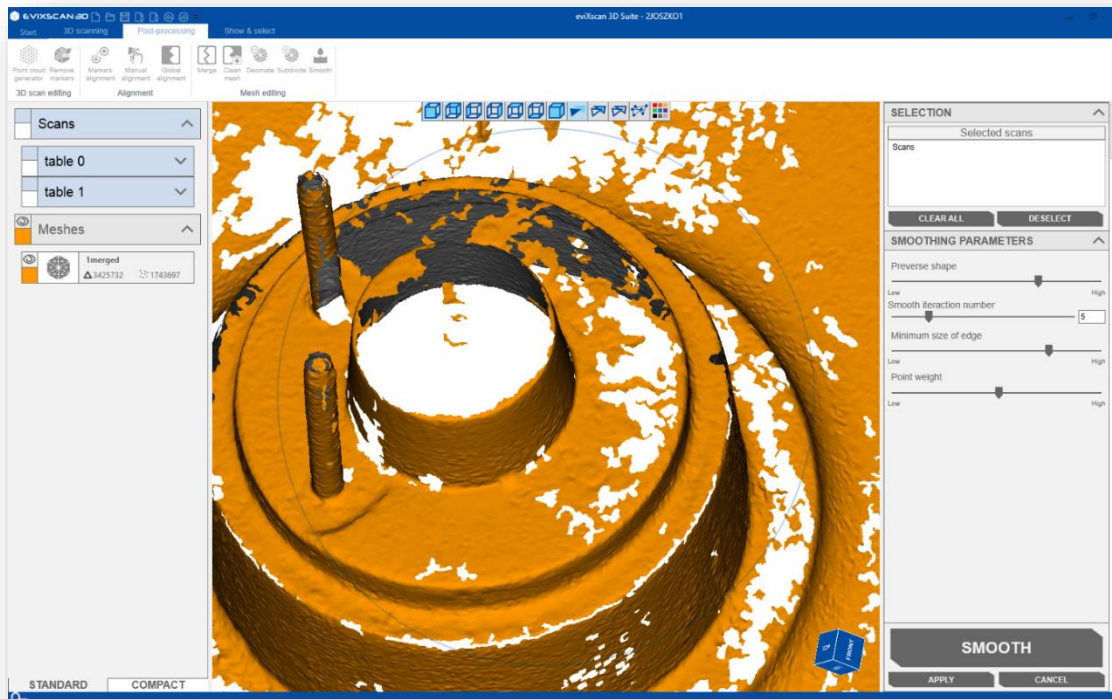 EVIXSCAN3D
eviXscan 3D Suite - 2JOSZKO1
Start 3D scanning Post-processing Show & select
Point cloud generator
Remove markers
Markers alignment
Manual alignment
Global alignment
Merge
Clean mesh
Decimate
Subdivide
Smooth
3D scan editing Alignment Mesh editing
Scans
table 0
table 1
Meshes
1merged
3425732 1743697
STANDARD COMPACT
FRONT
SELECTION
Selected scans
Scans
CLEAR ALL DESELECT
SMOOTHING PARAMETERS
Preverse shape
Low High
Smooth iteraction number
5
Minimum size of edge
Low High
Point weight
Low High
SMOOTH
APPLY CANCEL